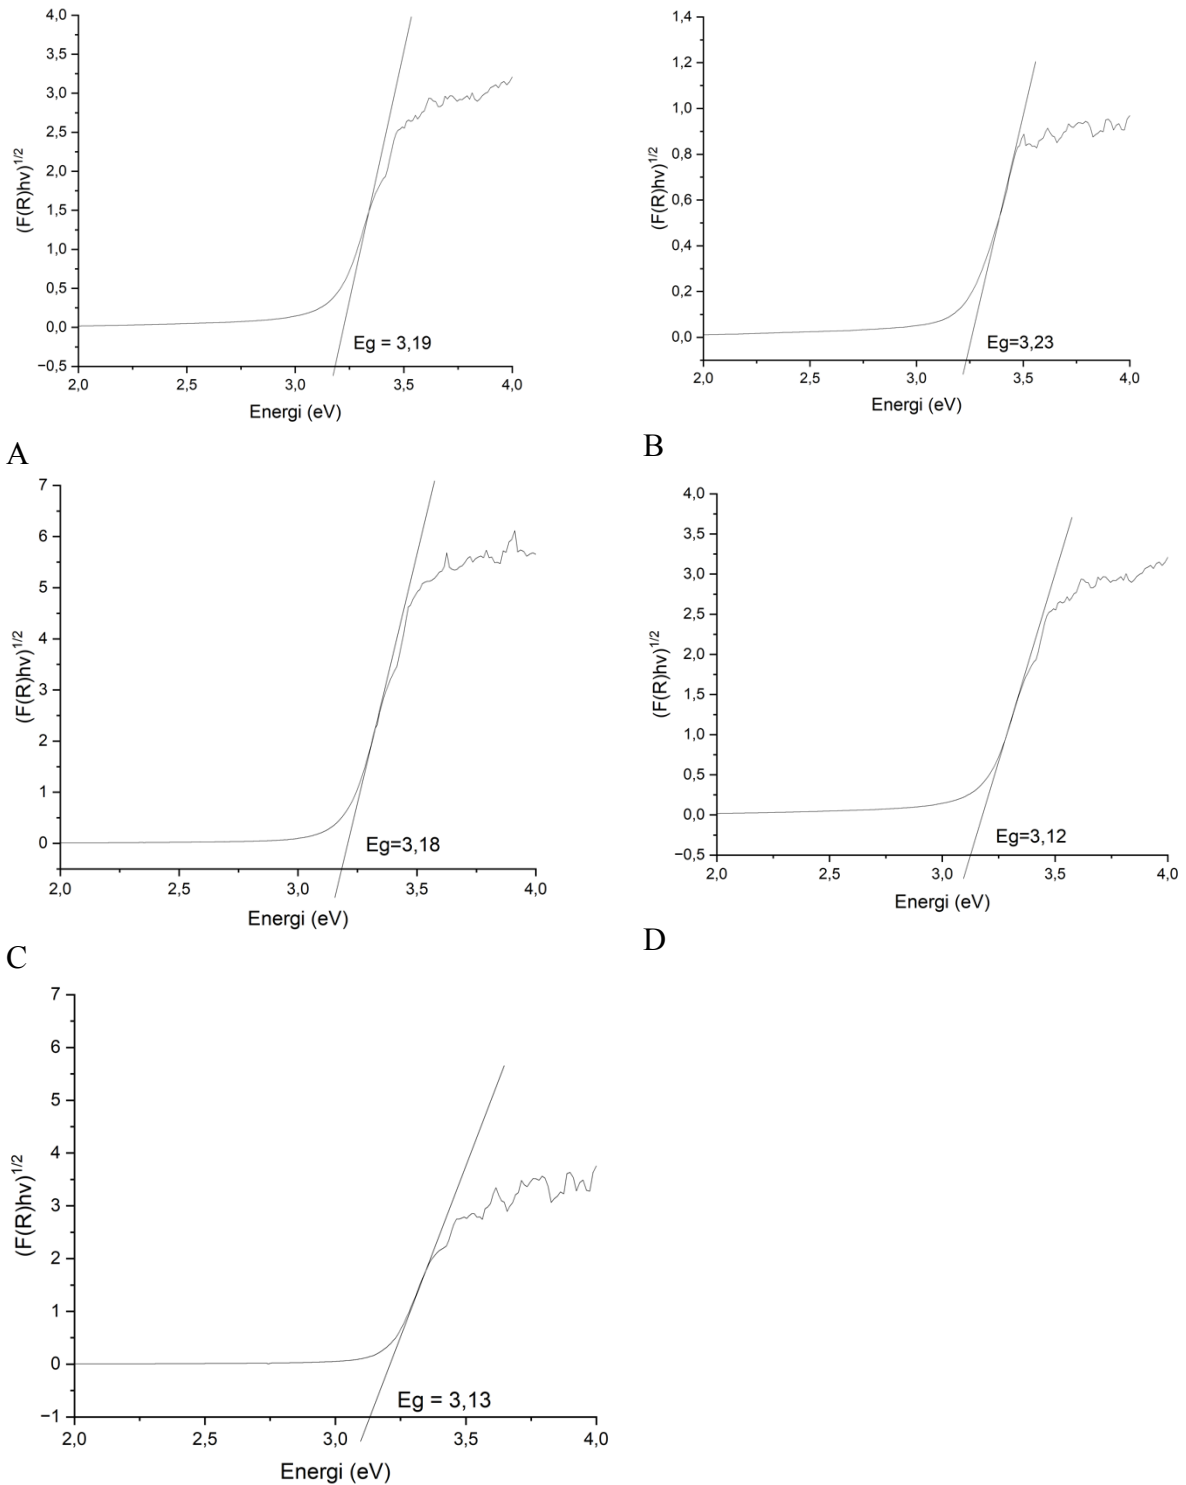 4,0
3,5
3,0
2,5
2,0
1,5
1,0
0,5
0,0
−0,5
(F(R)hv)1/2
Eg = 3,19
2,0 2,5 3,0 3,5 4,0
Energi (eV)
A
1,4
1,2
1,0
0,8
0,6
0,4
0,2
0,0
(F(R)hv)1/2
Eg=3,23
2,0 2,5 3,0 3,5 4,0
Energi (eV)
B
7
6
5
4
3
2
1
0
(F(R)hv)1/2
Eg=3,18
2,0 2,5 3,0 3,5 4,0
Energi (eV)
C
4,0
3,5
3,0
2,5
2,0
1,5
1,0
0,5
0,0
−0,5
(F(R)hv)1/2
Eg=3,12
2,0 2,5 3,0 3,5 4,0
Energi (eV)
D
7
6
5
4
3
2
1
0
−1
(F(R)hv)1/2
Eg = 3,13
2,0 2,5 3,0 3,5 4,0
Energi (eV)